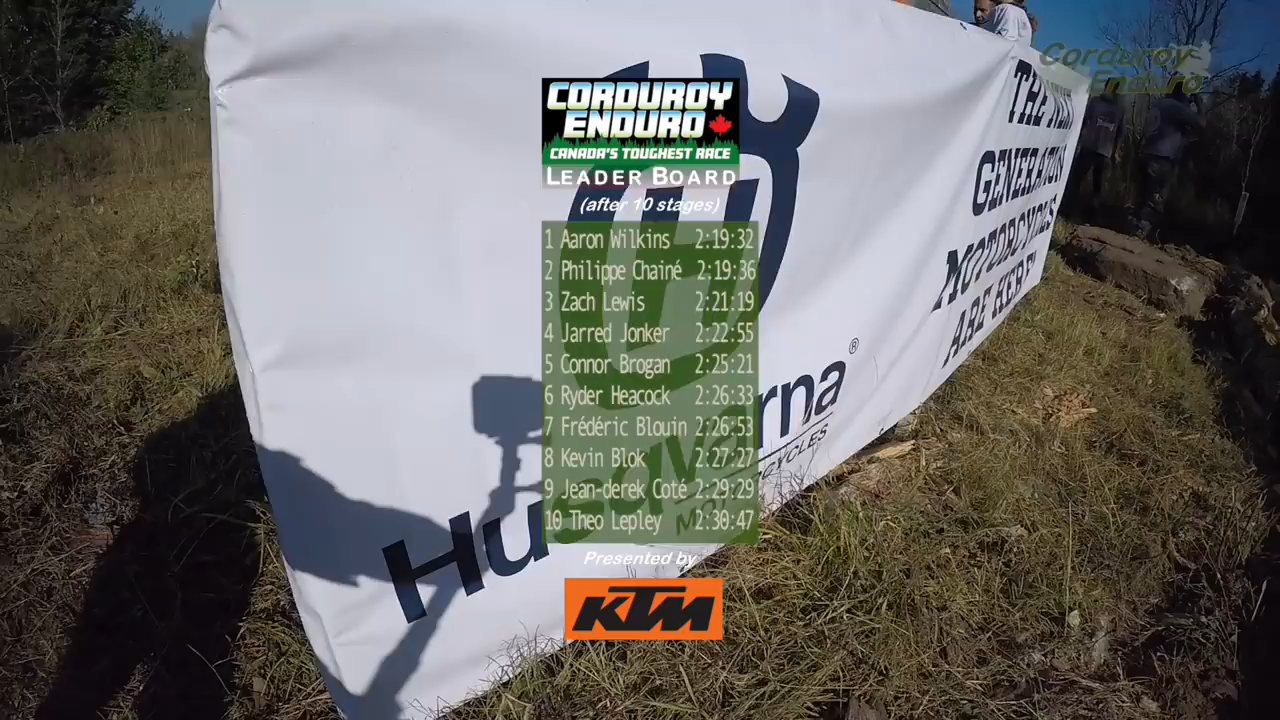 Corduroy
Enduro
CORDUROY
ENDURO
CANADA'S TOUGHEST RACE
LEADER BOARD
(after 10 stages)
1 Aaron Wilkins 2:19:32
2 Philippe Chainé 2:19:36
3 Zach Lewis 2:21:19
4 Jarred Jonker 2:22:55
5 Connor Brogan 2:25:21
6 Ryder Heacock 2:26:33
7 Frédéric Blouin 2:26:53
8 Kevin Blok 2:27:27
9 Jean-derek Coté 2:29:29
10 Theo Lepley 2:30:47
Presented by
KTM
H
Husqvarna®
MOTORCYCLES
THE NEW
GENERATION
MOTORCYCLES
ARE HERE!